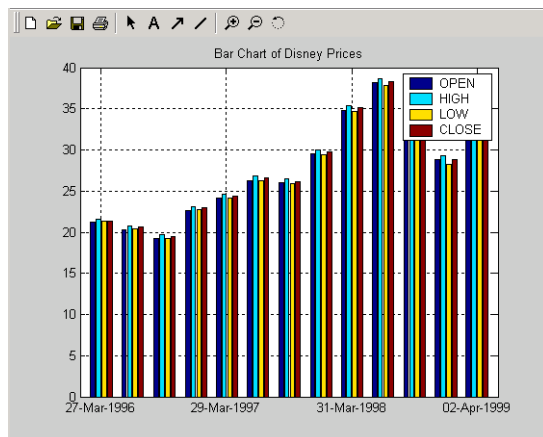 A
Bar Chart of Disney Prices
40
35
30
25
20
15
10
5
0
OPEN
HIGH
LOW
CLOSE
27-Mar-1996
29-Mar-1997
31-Mar-1998
02-Apr-1999